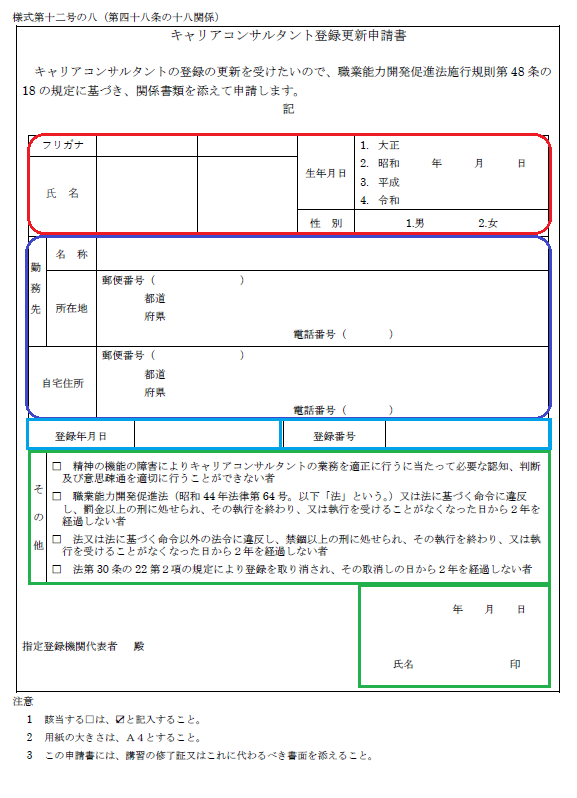 様式第十二号の八（第四十八条の十八関係）
キャリアコンサルタント登録更新申請書
キャリアコンサルタントの登録の更新を受けたいので、職業能力開発促進法施行規則第48条の
18の規定に基づき、関係書類を添えて申請します。
記
フリガナ
氏　名
生年月日
1. 大正
2. 昭和　　年　　月　　日
3. 平成
4. 令和
性　別
1.男　　2.女
勤務先
名　称
所在地
郵便番号（　　　　　　）
都道
府県
電話番号（　　　）
自宅住所
郵便番号（　　　　　　）
都道
府県
電話番号（　　　）
登録年月日
登録番号
その他
□　精神の機能の障害によりキャリアコンサルタントの業務を適正に行うに当たって必要な認知、判断
及び意思疎通を適切に行うことができない者
□　職業能力開発促進法（昭和44年法律第64号。以下「法」という。）又は法に基づく命令に違反
し、罰金以上の刑に処せられ、その執行を終わり、又は執行を受けることがなくなった日から２年を
経過しない者
□　法又は法に基づく命令以外の法令に違反し、禁錮以上の刑に処せられ、その執行を終わり、又は執
行を受けることがなくなった日から２年を経過しない者
□　法第30条の22第２項の規定により登録を取り消され、その取消しの日から２年を経過しない者
年　　月　　日
指定登録機関代表者　殿
氏名　　　　　　印
注意
1　該当する□は、☑と記入すること。
2　用紙の大きさは、Ａ４とすること。
3　この申請書には、講習の修了証又はこれに代わるべき書面を添えること。